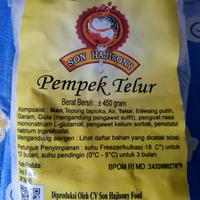 SON HAJISONY
Pempek Telur
Berat Bersih : ± 450 gram
Komposisi : Ikan, Tepung tapioka, Air, Telur, Bawang putih,
Garam, Gula (mengandung pengawet sulfit), penguat rasa
mononatrium L-glutamat, pengawet kalium sorbat, penstabil
natrium tripolifosfat.
Mengandung alergen : Lihat daftar bahan yang dicetak tebal.
Petunjuk Penyimpanan : suhu Freezer/kulkas(-18° C) untuk
12 bulan, suhu pendingin (0°C - 5°C) untuk 3 bulan
BPOM RI MD :
Diproduksi Oleh CV Son Hajisony Food